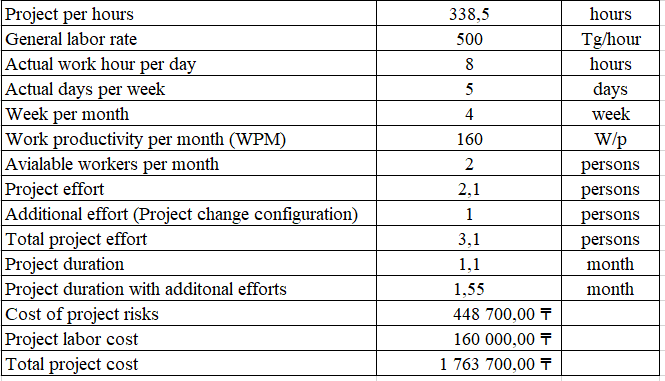 Project per hours 338,5 hours
General labor rate 500 Tg/hour
Actual work hour per day 8 hours
Actual days per week 5 days
Week per month 4 week
Work productivity per month (WPM) 160 W/p
Avialable workers per month 2 persons
Project effort 2,1 persons
Additional effort (Project change configuration) 1 persons
Total project effort 3,1 persons
Project duration 1,1 month
Project duration with additonal efforts 1,55 month
Cost of project risks 448 700,00 ₸
Project labor cost 160 000,00 ₸
Total project cost 1 763 700,00 ₸